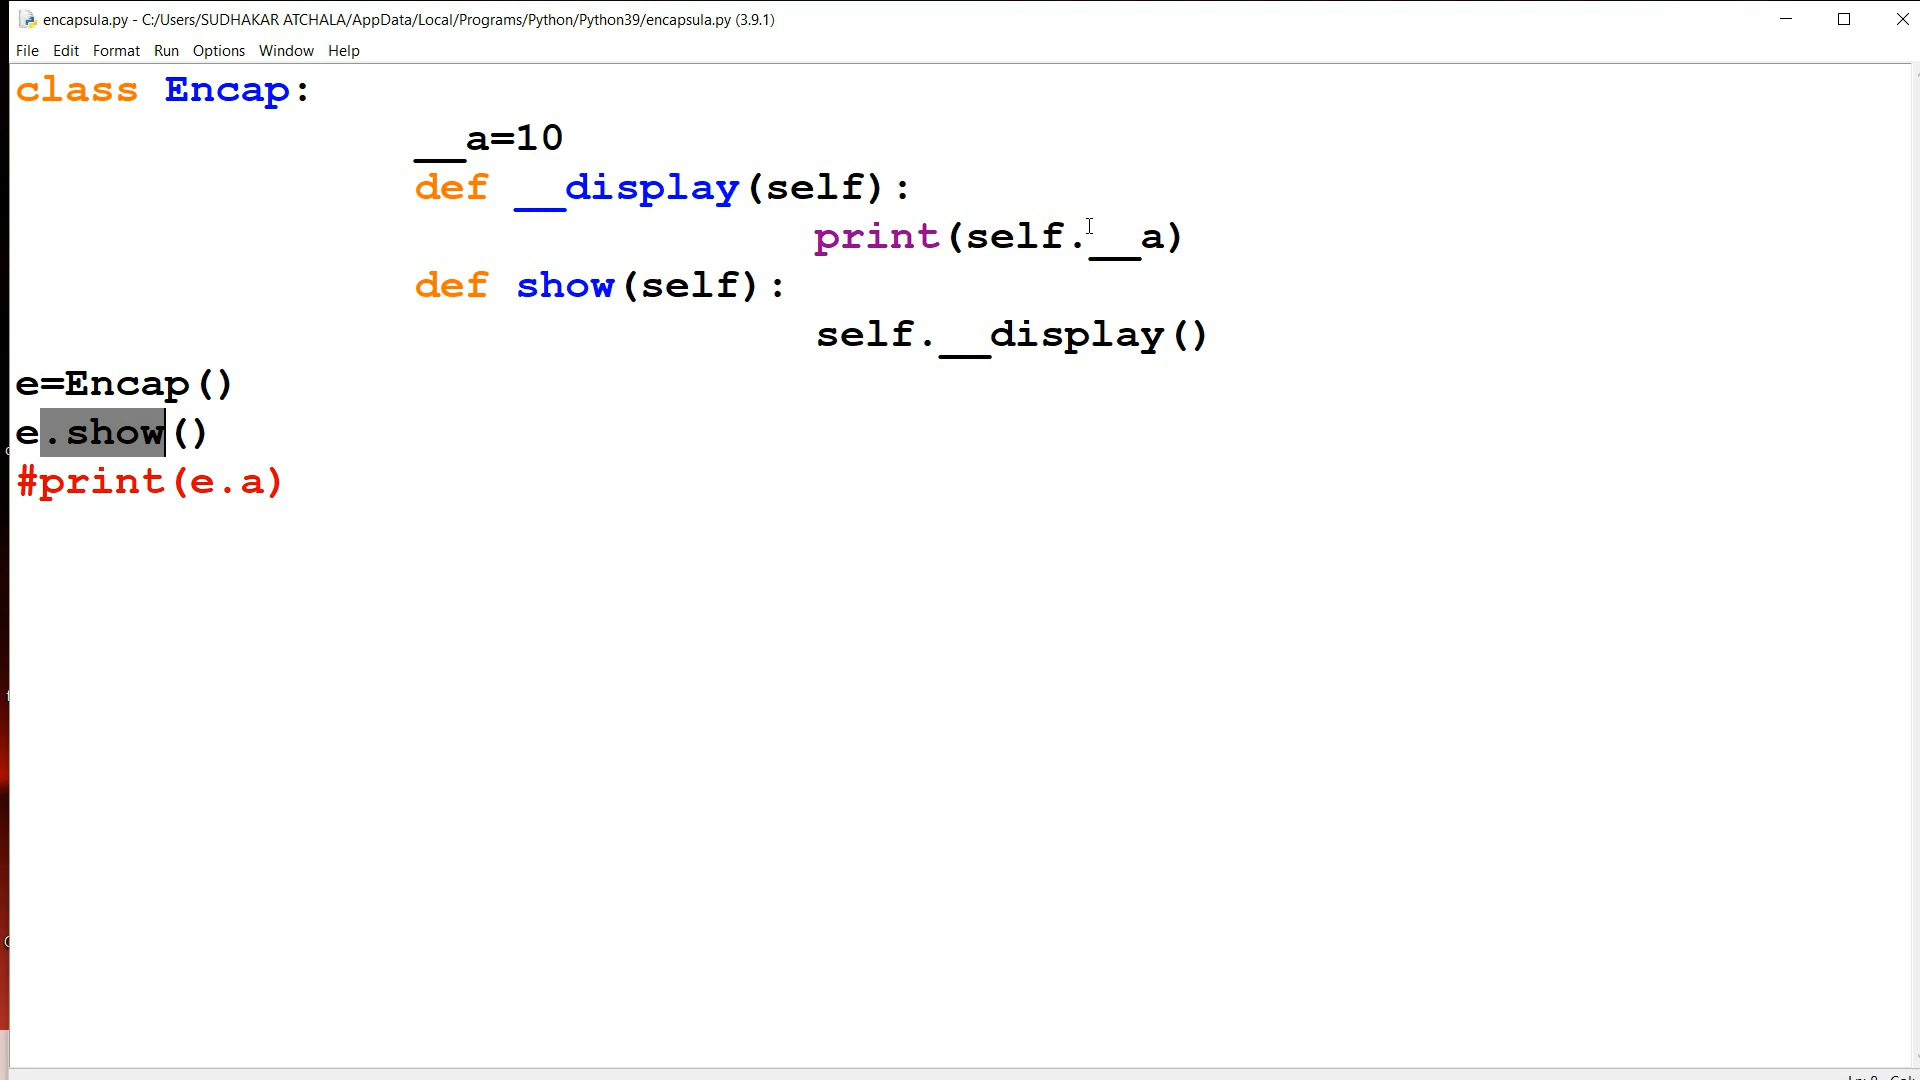 encapsula.py - C:/Users/SUDHAKAR ATCHALA/AppData/Local/Programs/Python/Python39/encapsula.py (3.9.1)
File Edit Format Run Options Window Help
class Encap:
__a=10
def __display(self):
print(self.__a)
def show(self):
self.__display()
e=Encap()
e.show()
#print(e.a)